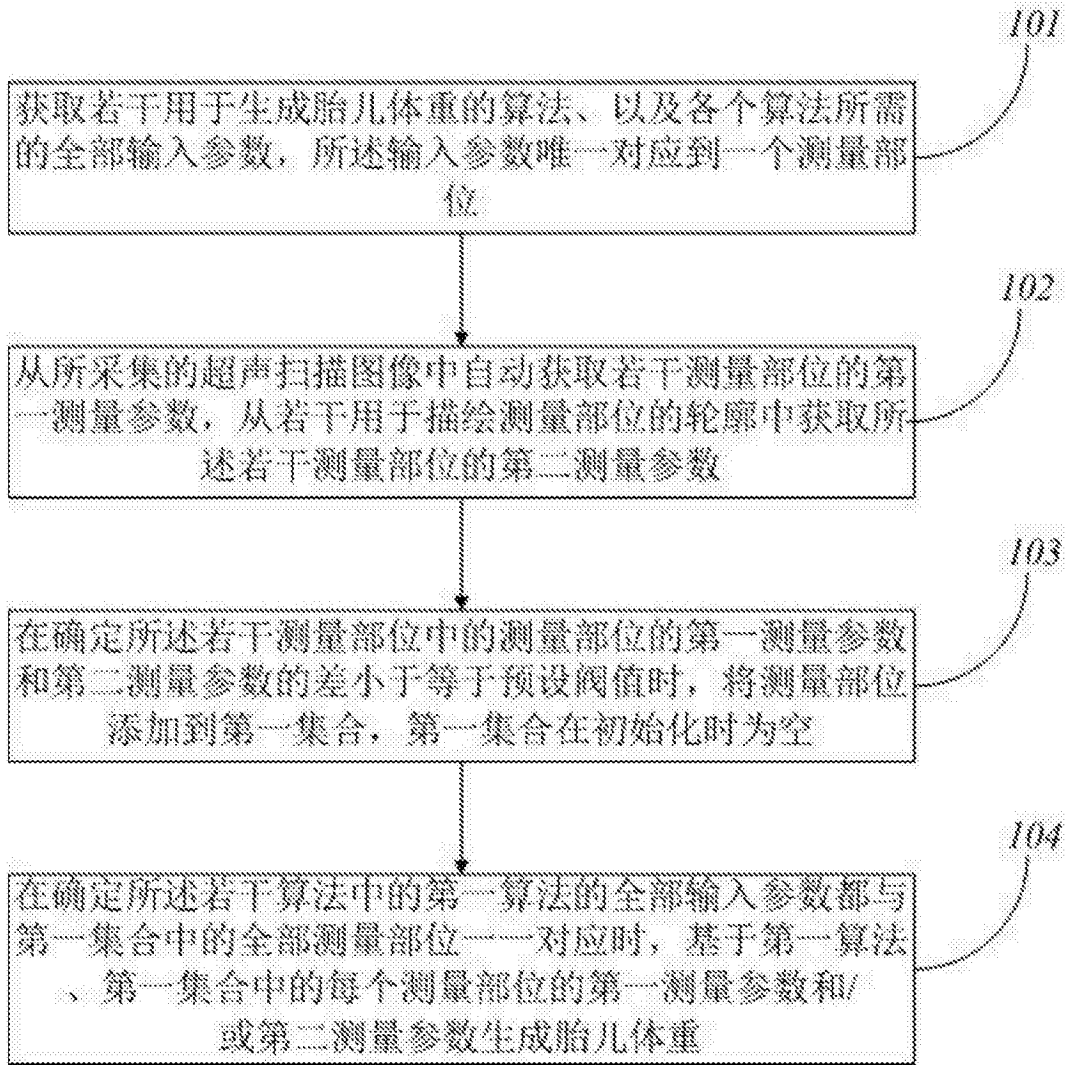 101
获取若干用于生成胎儿体重的算法、以及各个算法所需
的全部输入参数，所述输入参数唯一对应到一个测量部
位
102
从所采集的超声扫描图像中自动获取若干测量部位的第
一测量参数，从若干用于描绘测量部位的轮廓中获取所
述若干测量部位的第二测量参数
103
在确定所述若干测量部位中的测量部位的第一测量参数
和第二测量参数的差小于等于预设阀值时，将测量部位
添加到第一集合，第一集合在初始化时为空
104
在确定所述若干算法中的第一算法的全部输入参数都与
第一集合中的全部测量部位一一对应时，基于第一算法
、第一集合中的每个测量部位的第一测量参数和/
或第二测量参数生成胎儿体重